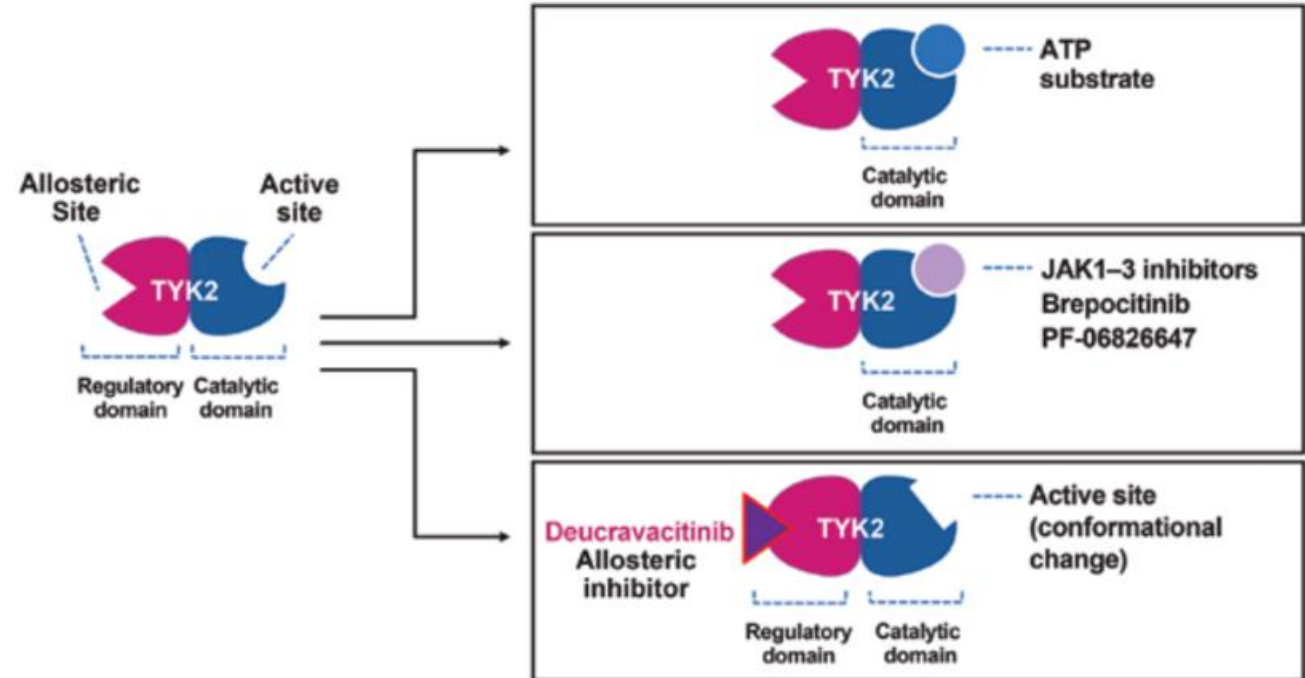 Allosteric
Site
Active
site
TYK2
Regulatory
domain
Catalytic
domain
TYK2
ATP
substrate
Catalytic
domain
TYK2
JAK1–3 inhibitors
Brepocitinib
PF-06826647
Catalytic
domain
Deucravacitinib
Allosteric
inhibitor
TYK2
Active site
(conformational
change)
Regulatory
domain
Catalytic
domain